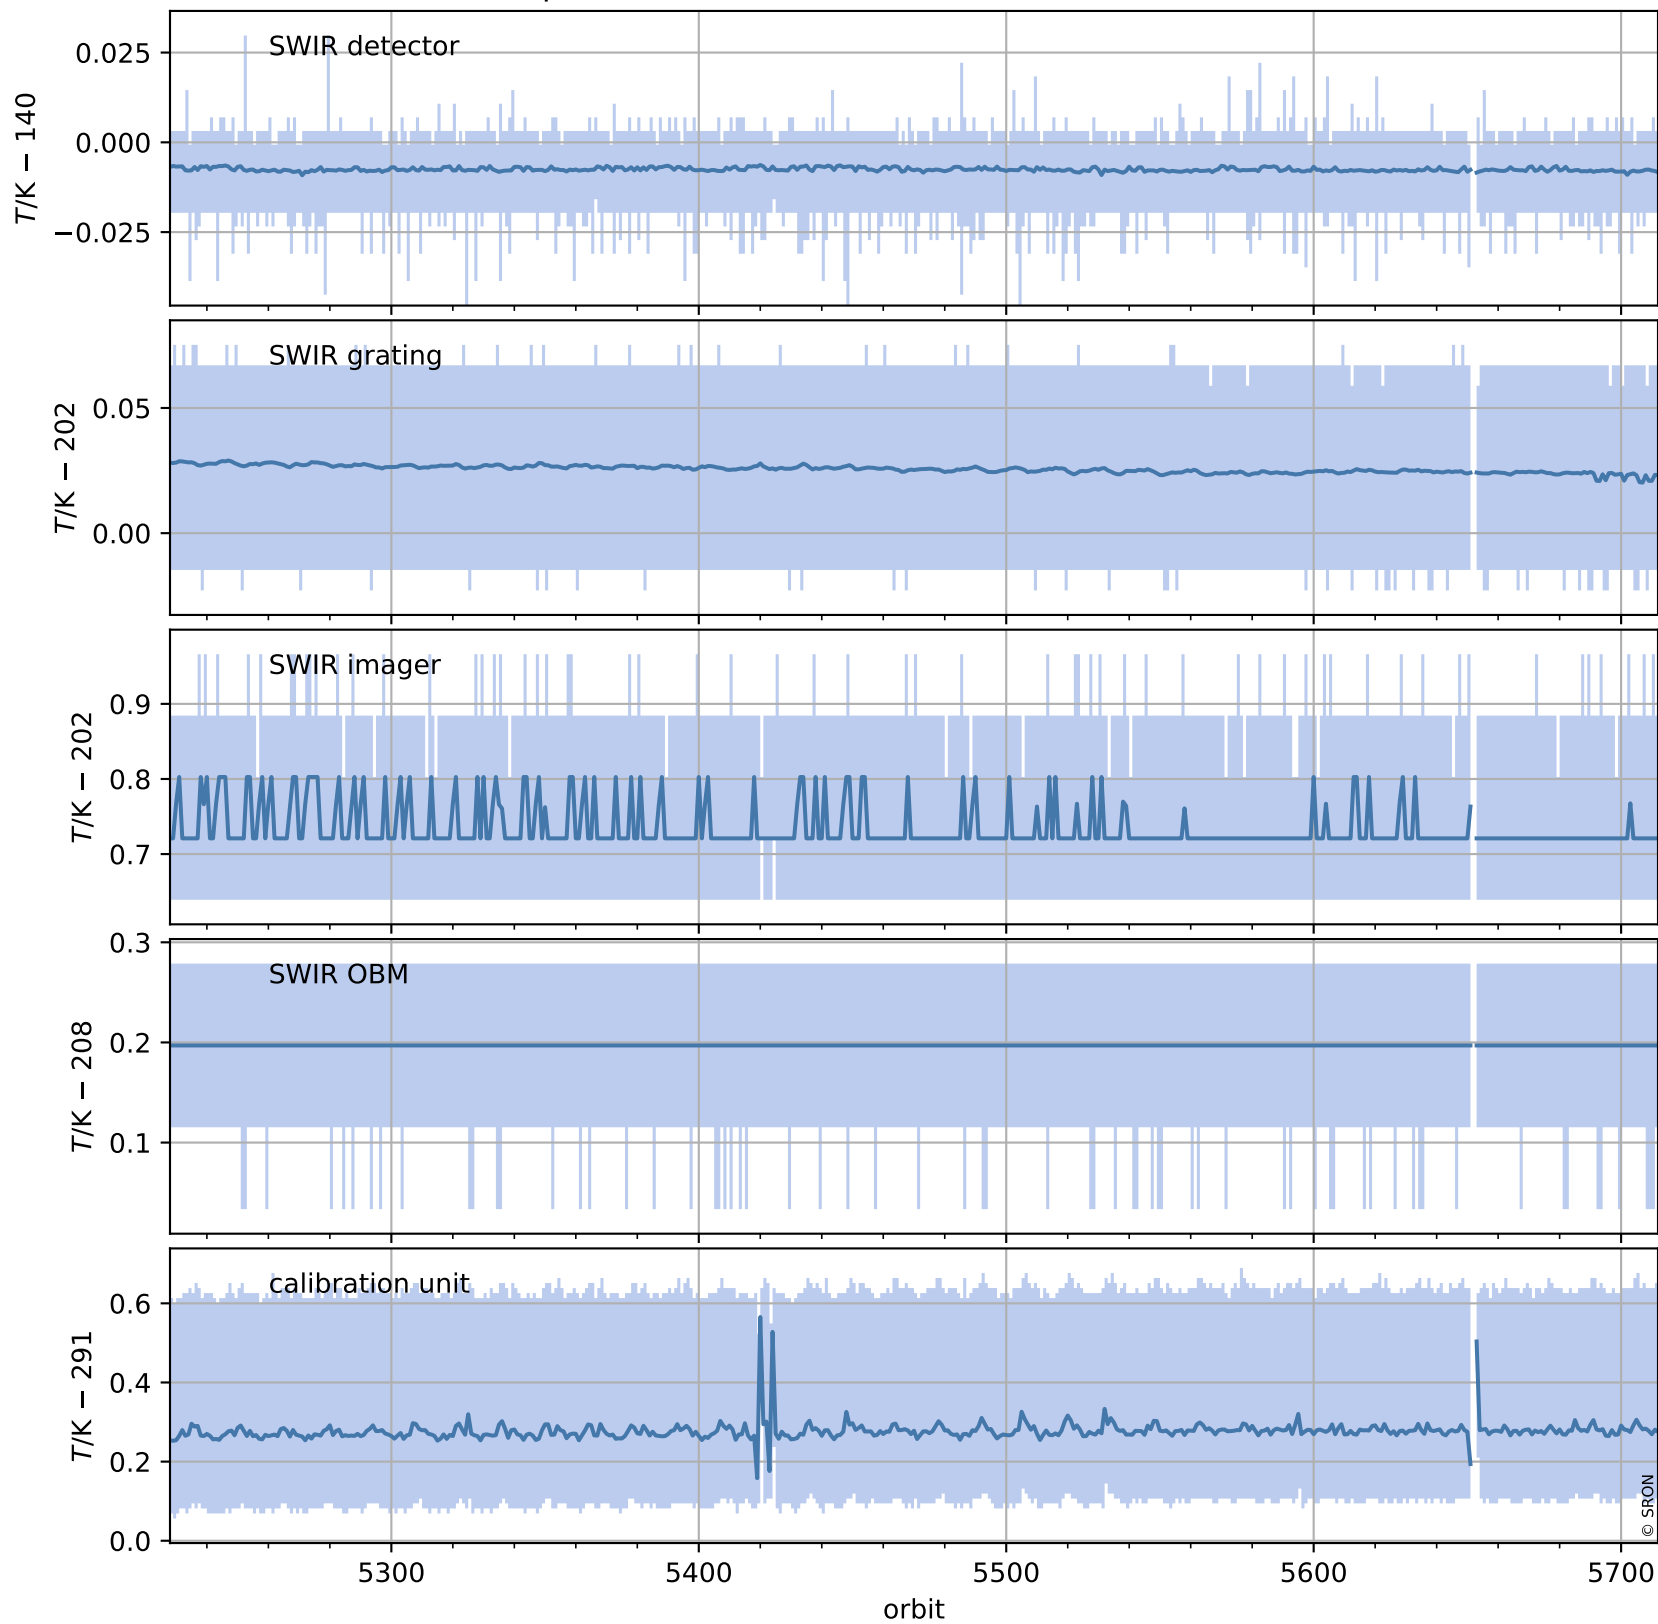 SWIR detector
T/K − 140
0.025
0.000
−0.025
SWIR grating
T/K − 202
0.05
0.00
SWIR imager
T/K − 202
0.9
0.8
0.7
SWIR OBM
T/K − 208
0.3
0.2
0.1
calibration unit
T/K − 291
0.6
0.4
0.2
0.0
© SRON
5300 5400 5500 5600 5700
orbit